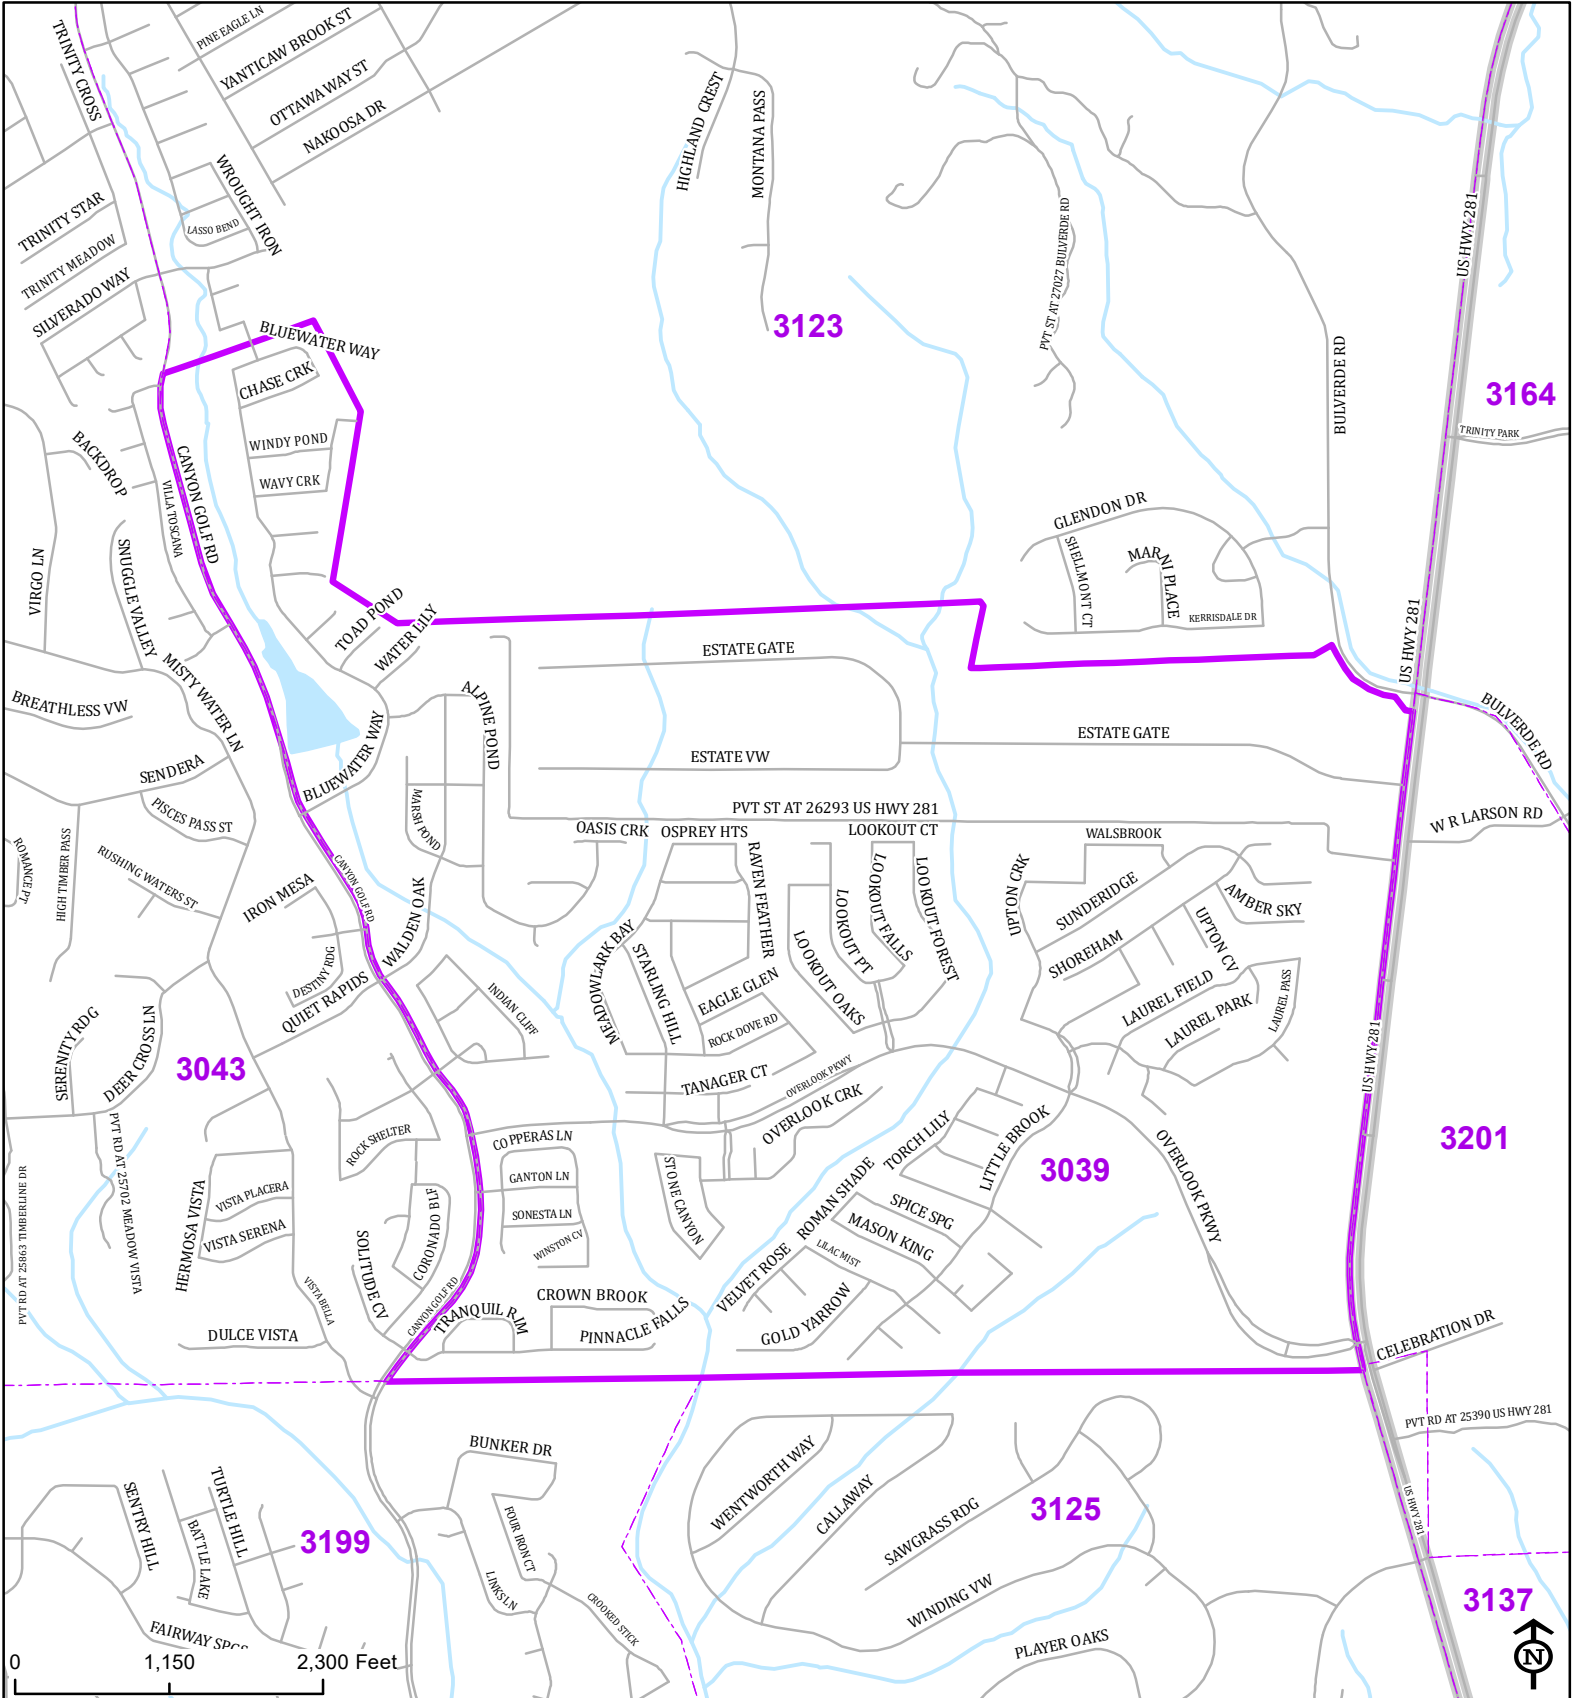 TRINITY CROSS
PINE EAGLE LN
YANTICAW BROOK ST
OTTAWA WAY ST
NAKOOSA DR
HIGHLAND CREST
MONTANA PASS
WROUGHT IRON
LASSO BEND
TRINITY STAR
TRINITY MEADOW
SILVERADO WAY
PVT ST AT 27027 BULVERDE RD
US HWY 281
BLUEWATER WAY
3123
BULVERDE RD
CHASE CRK
3164
TRINITY PARK
WINDY POND
WAVY CRK
BACKDROP
CANYON GOLF RD
VILLA TOSCANA
GLENDON DR
SHELLMONT CT
MARNI PLACE
KERRISDALE DR
VIRGO LN
SNUGGLE VALLEY
TOAD POND
WATER LILY
ESTATE GATE
US HWY 281
MISTY WATER LN
BREATHLESS VW
ALPINE POND
BULVERDE RD
BLUEWATER WAY
ESTATE VW
ESTATE GATE
SENDERA
PISCES PASS ST
MARSH POND
PVT ST AT 26293 US HWY 281
W R LARSON RD
OASIS CRK
OSPREY HTS
LOOKOUT CT
WALSBROOK
ROMANCE PT
HIGH TIMBER PASS
RUSHING WATERS ST
IRON MESA
CANYON GOLF RD
WALDEN OAK
RAVEN FEATHER
LOOKOUT PT
LOOKOUT FALLS
LOOKOUT FOREST
UPTON CRK
SUNDERIDGE
AMBER SKY
UPTON CV
SHOREHAM
MEADOWLARK BAY
STARLING HILL
LOOKOUT OAKS
EAGLE GLEN
ROCK DOVE RD
LAUREL FIELD
LAUREL PARK
LAUREL PASS
DESTINY RDG
QUIET RAPIDS
INDIAN CLIFF
SERENITY RDG
DEER CROSS LN
3043
TANAGER CT
OVERLOOK PKWY
OVERLOOK CRK
US HWY 281
PVT RD AT 25702 MEADOW VISTA
ROCK SHELTER
COPPERAS LN
GANTON LN
SONESTA LN
WINSTON CV
STONE CANYON
TORCH LILY
LITTLE BROOK
3039
OVERLOOK PKWY
3201
PVT RD AT 25863 TIMBERLINE DR
HERMOSA VISTA
VISTA PLACERA
VISTA SERENA
CORONADO BLF
SOLITUDE CV
VISTA BELLA
ROMAN SHADE
SPICE SPG
MASON KING
LILAC MIST
VELVET ROSE
GOLD YARROW
CANYON GOLF RD
TRANQUIL RIM
CROWN BROOK
PINNACLE FALLS
DULCE VISTA
CELEBRATION DR
PVT RD AT 25390 US HWY 281
BUNKER DR
WENTWORTH WAY
CALLAWAY
SAWGRASS RDG
3125
US HWY 281
SENTRY HILL
TURTLE HILL
BATTLE LAKE
3199
FOUR IRON CT
LINKS LN
CROOKED STICK
WINDING VW
3137
FAIRWAY SPGS
PLAYER OAKS
0
1,150
2,300 Feet
N